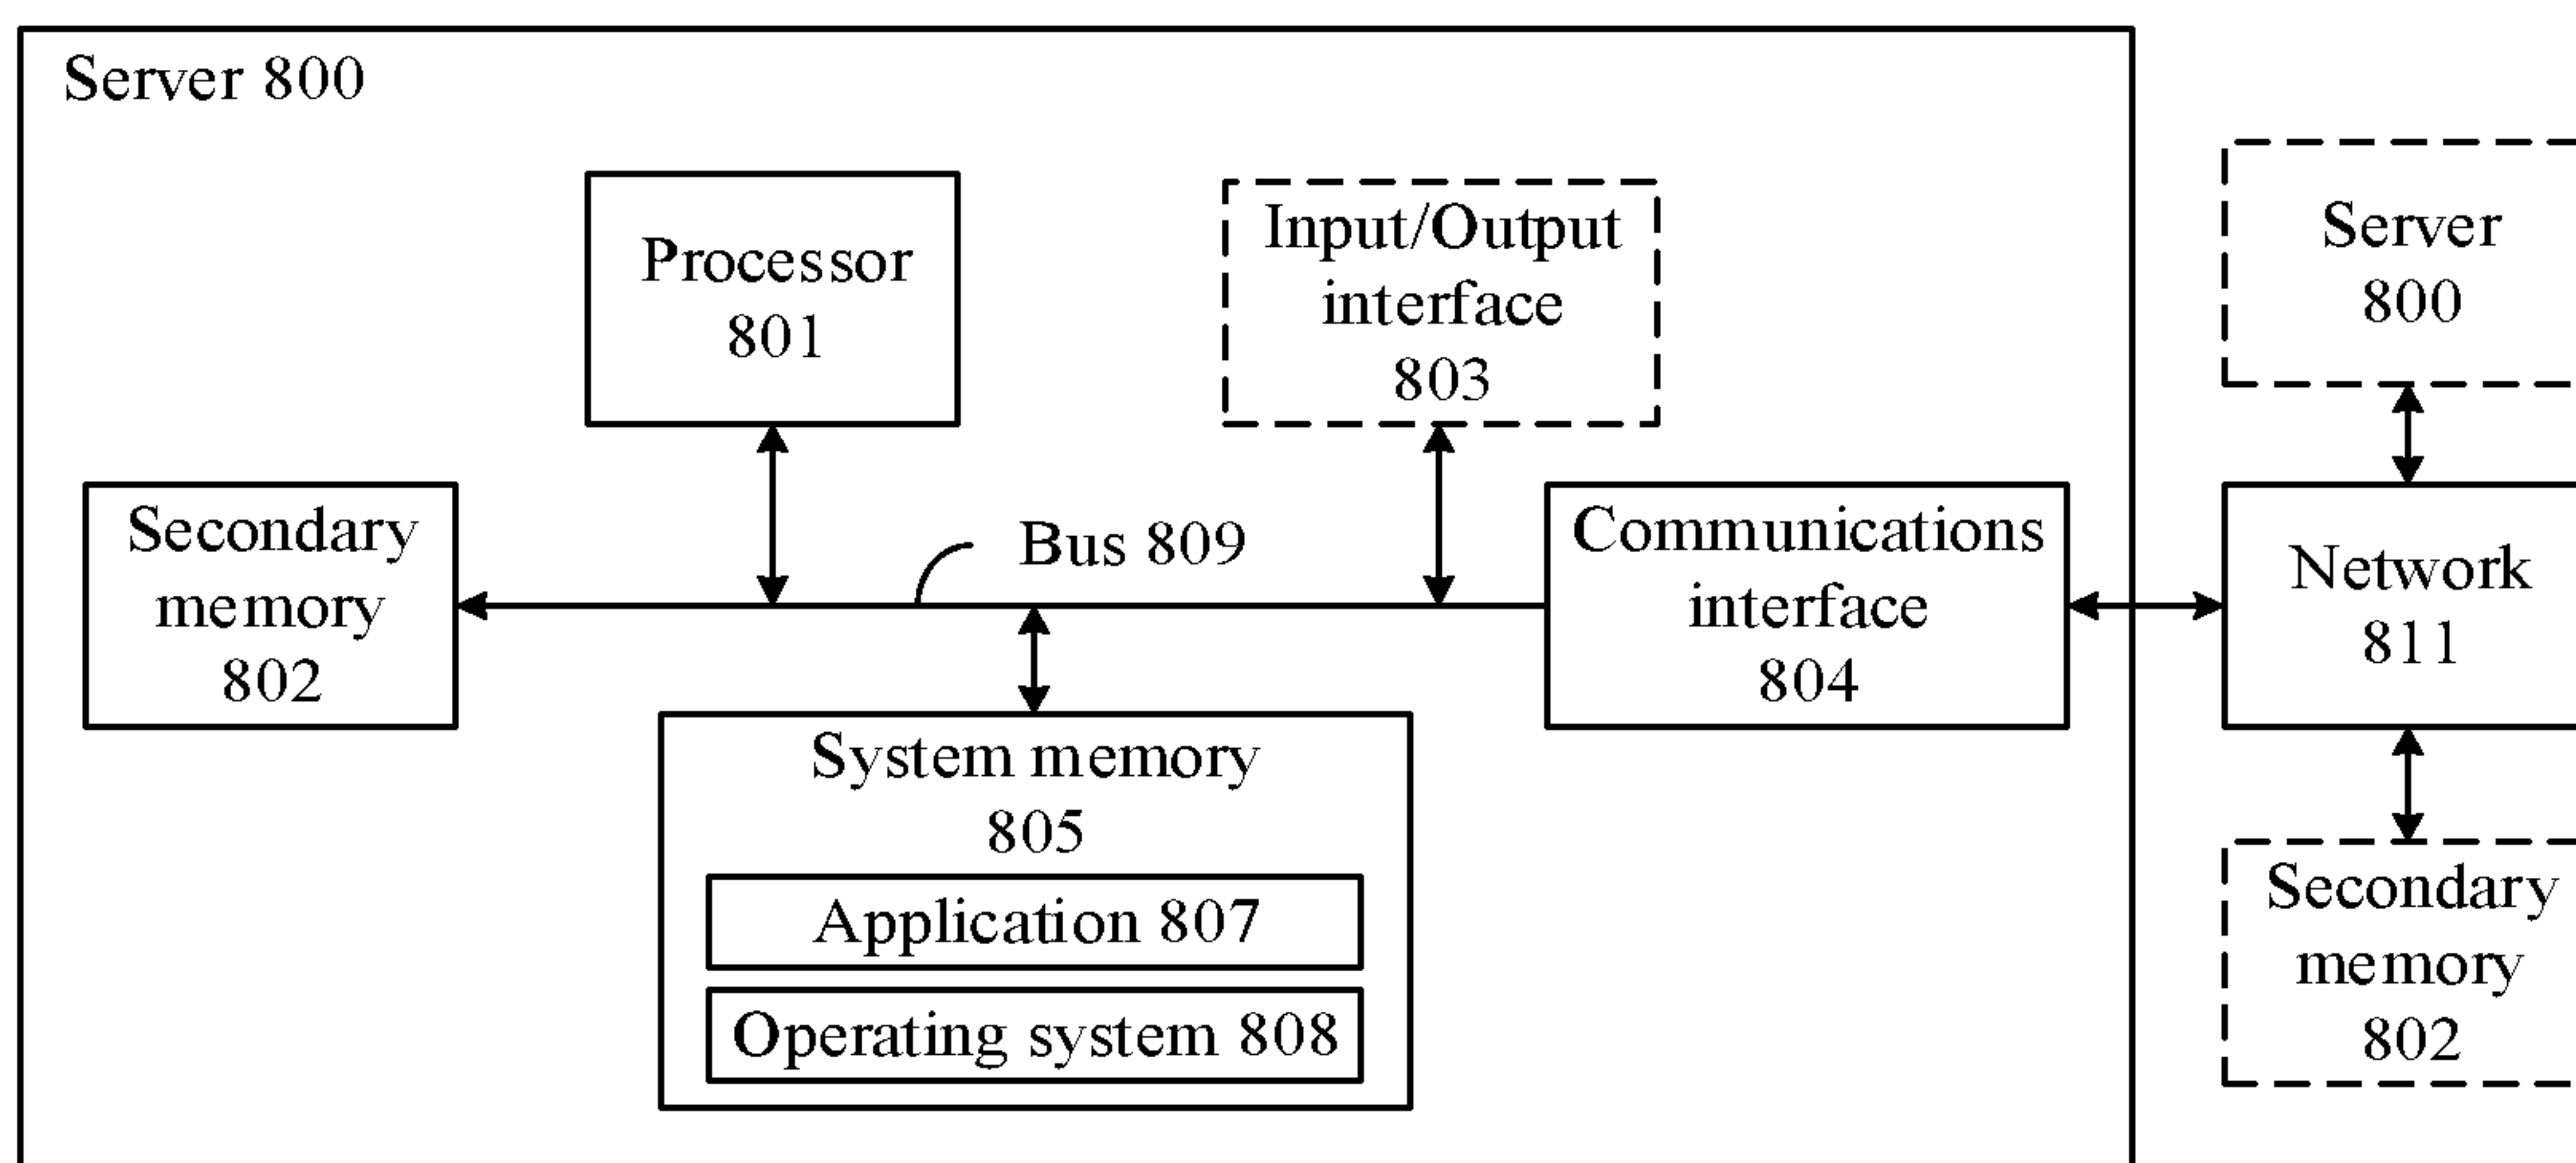 Server 800
Processor
801
Input/Output
interface
803
Server
800
Secondary
memory
802
Bus 809
Communications
interface
804
Network
811
System memory
805
Application 807
Operating system 808
Secondary
memory
802